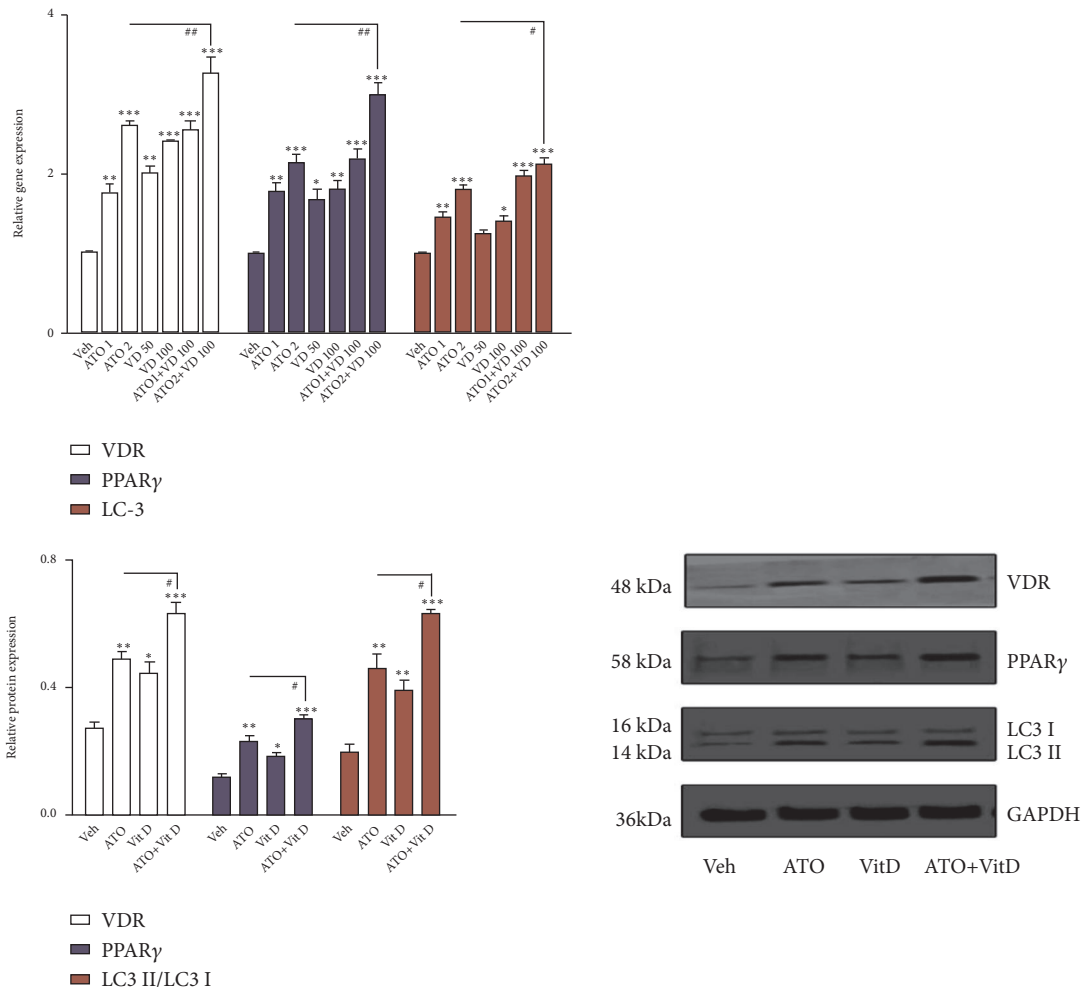 4
2
0
Relative gene expression
##
***
***
***
***
**
**
##
***
***
***
**
**
*
#
***
***
***
**
*
Veh
ATO 1
ATO 2
VD 50
VD 100
ATO1+VD 100
ATO2+VD 100
Veh
ATO 1
ATO 2
VD 50
VD 100
ATO1+VD 100
ATO2+VD 100
Veh
ATO 1
ATO 2
VD 50
VD 100
ATO1+VD 100
ATO2+VD 100
VDR
PPARγ
LC-3
0.8
0.4
0.0
Relative protein expression
#
***
**
*
#
***
**
*
#
***
**
**
Veh
ATO
Vit D
ATO+Vit D
Veh
ATO
Vit D
ATO+Vit D
Veh
ATO
Vit D
ATO+Vit D
VDR
PPARγ
LC3 II/LC3 I
48 kDa VDR
58 kDa PPARγ
16 kDa LC3 I
14 kDa LC3 II
36kDa GAPDH
Veh ATO VitD ATO+VitD